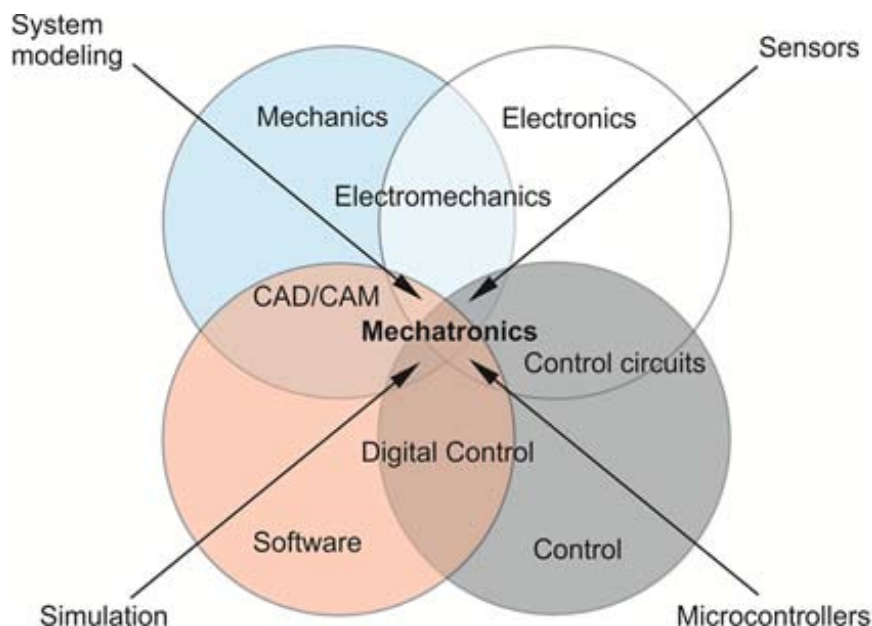 System
modeling
Sensors
Mechanics
Electronics
Electromechanics
CAD/CAM
Mechatronics
Control circuits
Digital Control
Software
Control
Simulation
Microcontrollers